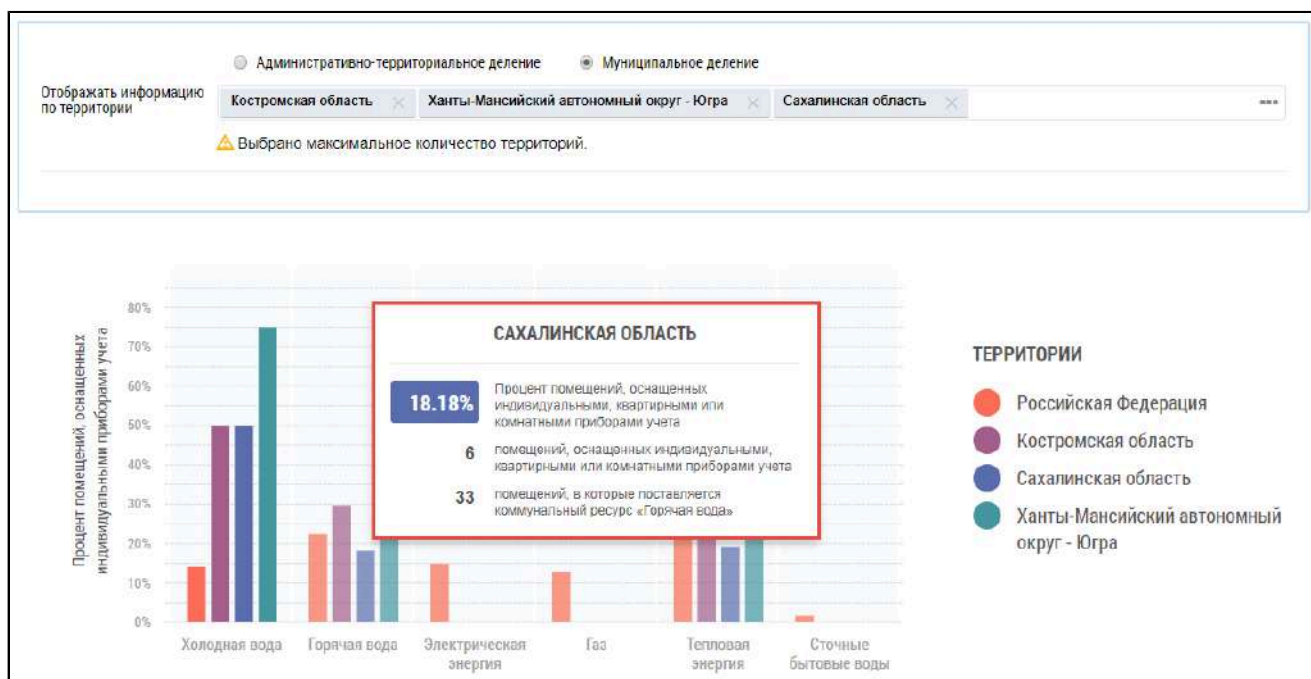 Административно-территориальное деление
Муниципальное деление
Отображать информацию
по территории
Костромская область
Ханты-Мансийский автономный округ - Югра
Сахалинская область
Выбрано максимальное количество территорий.
Процент помещений, оснащенных
индивидуальными приборами учета
80%
70%
60%
50%
40%
30%
20%
10%
0%
САХАЛИНСКАЯ ОБЛАСТЬ
18.18%
Процент помещений, оснащенных
индивидуальными, квартирными или
комнатными приборами учета
6
помещений, оснащенных индивидуальными,
квартирными или комнатными приборами учета
33
помещений, в которые поставляется
коммунальный ресурс «Горячая вода»
Холодная вода
Горячая вода
Электрическая
энергия
Газ
Тепловая
энергия
Сточные
бытовые воды
ТЕРРИТОРИИ
Российская Федерация
Костромская область
Сахалинская область
Ханты-Мансийский автономный
округ - Югра